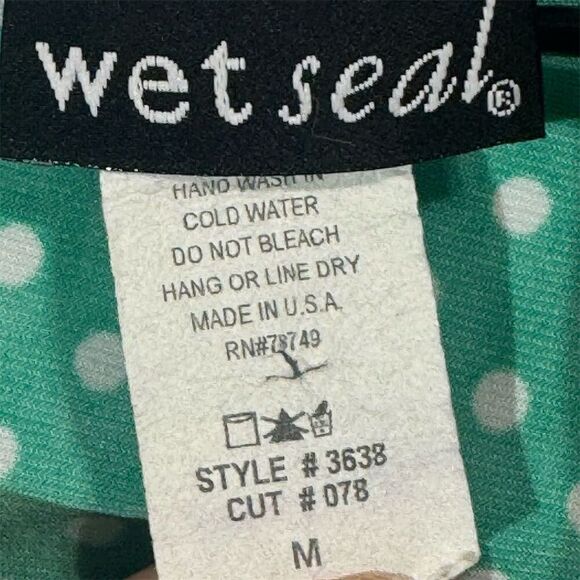 wet seal®
HAND WASH IN
COLD WATER
DO NOT BLEACH
HANG OR LINE DRY
MADE IN U.S.A.
RN#78749
STYLE # 3638
CUT # 078
M